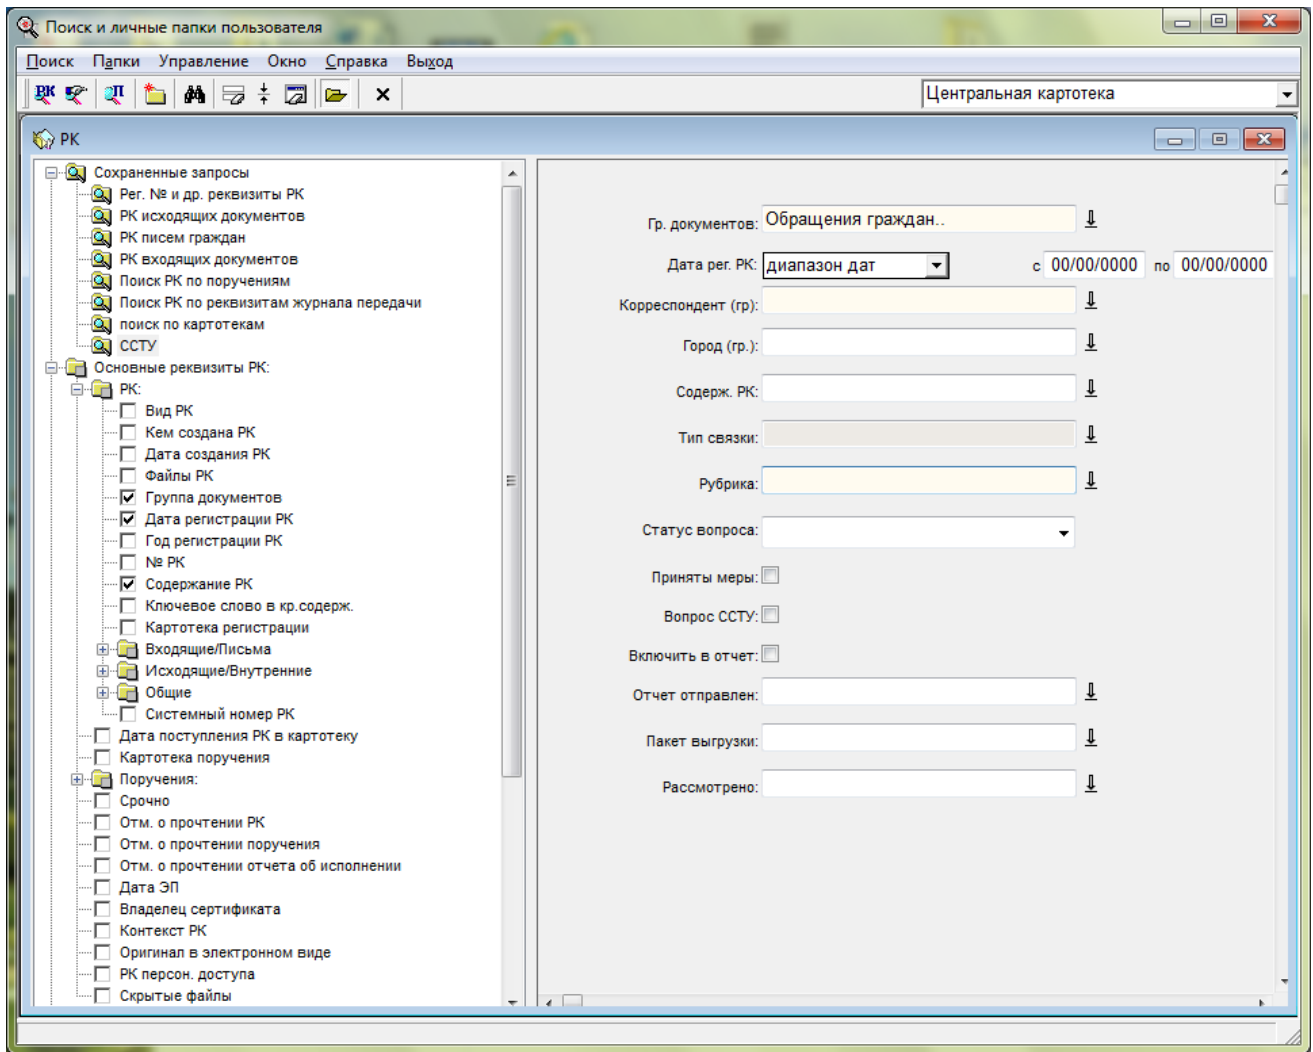 Поиск и личные папки пользователя
Поиск Папки Управление Окно Справка Выход
РК П Центральная картотека
РК
Сохраненные запросы
Рег. № и др. реквизиты РК
РК исходящих документов
РК писем граждан
РК входящих документов
Поиск РК по поручениям
Поиск РК по реквизитам журнала передачи
поиск по картотекам
ССТУ
Основные реквизиты РК:
РК:
Вид РК
Кем создана РК
Дата создания РК
Файлы РК
Группа документов
Дата регистрации РК
Год регистрации РК
№ РК
Содержание РК
Ключевое слово в кр.содерж.
Картотека регистрации
Входящие/Письма
Исходящие/Внутренние
Общие
Системный номер РК
Дата поступления РК в картотеку
Картотека поручения
Поручения:
Срочно
Отм. о прочтении РК
Отм. о прочтении поручения
Отм. о прочтении отчета об исполнении
Дата ЭП
Владелец сертификата
Контекст РК
Оригинал в электронном виде
РК персон. доступа
Скрытые файлы
Гр. документов: Обращения граждан..
Дата рег. РК: диапазон дат с 00/00/0000 по 00/00/0000
Корреспондент (гр):
Город (гр.):
Содерж. РК:
Тип связки:
Рубрика:
Статус вопроса:
Приняты меры:
Вопрос ССТУ:
Включить в отчет:
Отчет отправлен:
Пакет выгрузки:
Рассмотрено: